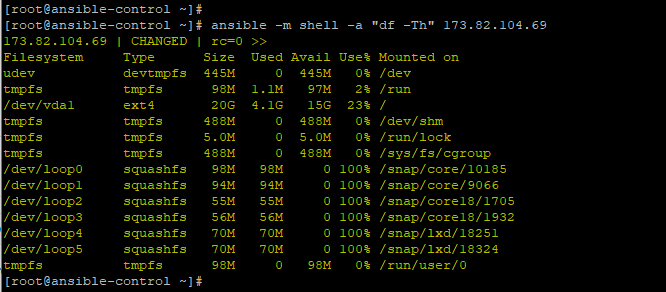 [root@ansible-control ~]#
[root@ansible-control ~]# ansible -m shell -a "df -Th" 173.82.104.69
173.82.104.69 | CHANGED | rc=0 >>
Filesystem Type Size Used Avail Use% Mounted on
udev devtmpfs 445M 0 445M 0% /dev
tmpfs tmpfs 98M 1.1M 97M 2% /run
/dev/vda1 ext4 20G 4.1G 15G 23% /
tmpfs tmpfs 488M 0 488M 0% /dev/shm
tmpfs tmpfs 5.0M 0 5.0M 0% /run/lock
tmpfs tmpfs 488M 0 488M 0% /sys/fs/cgroup
/dev/loop0 squashfs 98M 98M 0 100% /snap/core/10185
/dev/loop1 squashfs 94M 94M 0 100% /snap/core/9066
/dev/loop2 squashfs 55M 55M 0 100% /snap/core18/1705
/dev/loop3 squashfs 56M 56M 0 100% /snap/core18/1932
/dev/loop4 squashfs 70M 70M 0 100% /snap/lxd/18251
/dev/loop5 squashfs 70M 70M 0 100% /snap/lxd/18324
tmpfs tmpfs 98M 0 98M 0% /run/user/0
[root@ansible-control ~]#